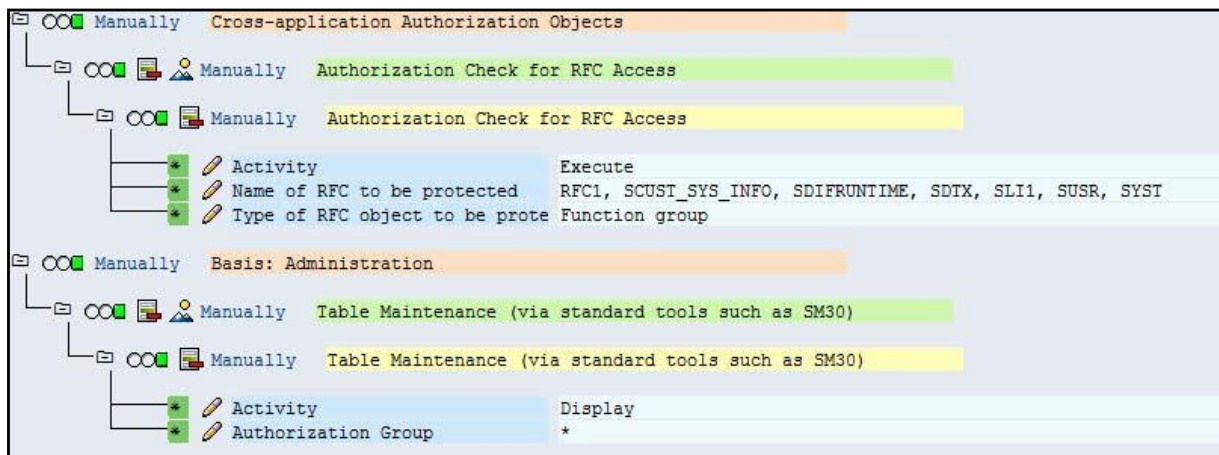 Manually Cross-application Authorization Objects
Manually Authorization Check for RFC Access
Manually Authorization Check for RFC Access
* Activity Execute
* Name of RFC to be protected RFC1, SCUST_SYS_INFO, SDIFRUNTIME, SDTX, SLI1, SUSR, SYST
* Type of RFC object to be prote Function group
Manually Basis: Administration
Manually Table Maintenance (via standard tools such as SM30)
Manually Table Maintenance (via standard tools such as SM30)
* Activity Display
* Authorization Group *